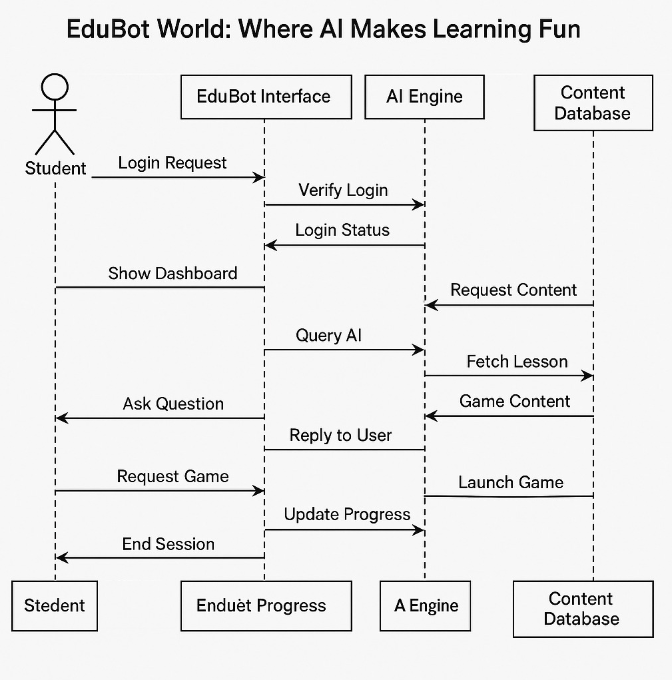 EduBot World: Where AI Makes Learning Fun
EduBot Interface
AI Engine
Content
Database
Student
Login Request
Verify Login
Login Status
Show Dashboard
Request Content
Query AI
Fetch Lesson
Ask Question
Game Content
Reply to User
Request Game
Launch Game
Update Progress
End Session
Stedent
Enduėt Progress
A Engine
Content
Database